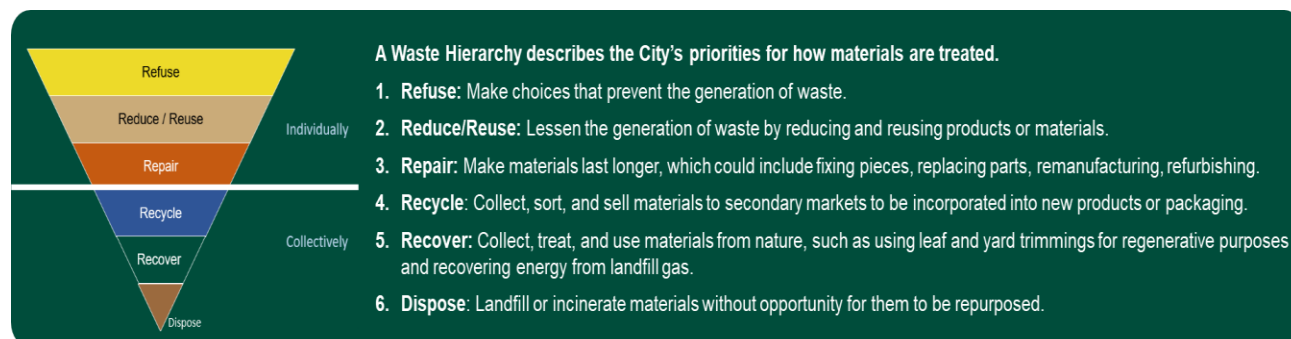 Refuse
Reduce / Reuse
Individually
Repair
Recycle
Collectively
Recover
Dispose
A Waste Hierarchy describes the City's priorities for how materials are treated.
1. Refuse: Make choices that prevent the generation of waste.
2. Reduce/Reuse: Lessen the generation of waste by reducing and reusing products or materials.
3. Repair: Make materials last longer, which could include fixing pieces, replacing parts, remanufacturing, refurbishing.
4. Recycle: Collect, sort, and sell materials to secondary markets to be incorporated into new products or packaging.
5. Recover: Collect, treat, and use materials from nature, such as using leaf and yard trimmings for regenerative purposes
and recovering energy from landfill gas.
6. Dispose: Landfill or incinerate materials without opportunity for them to be repurposed.